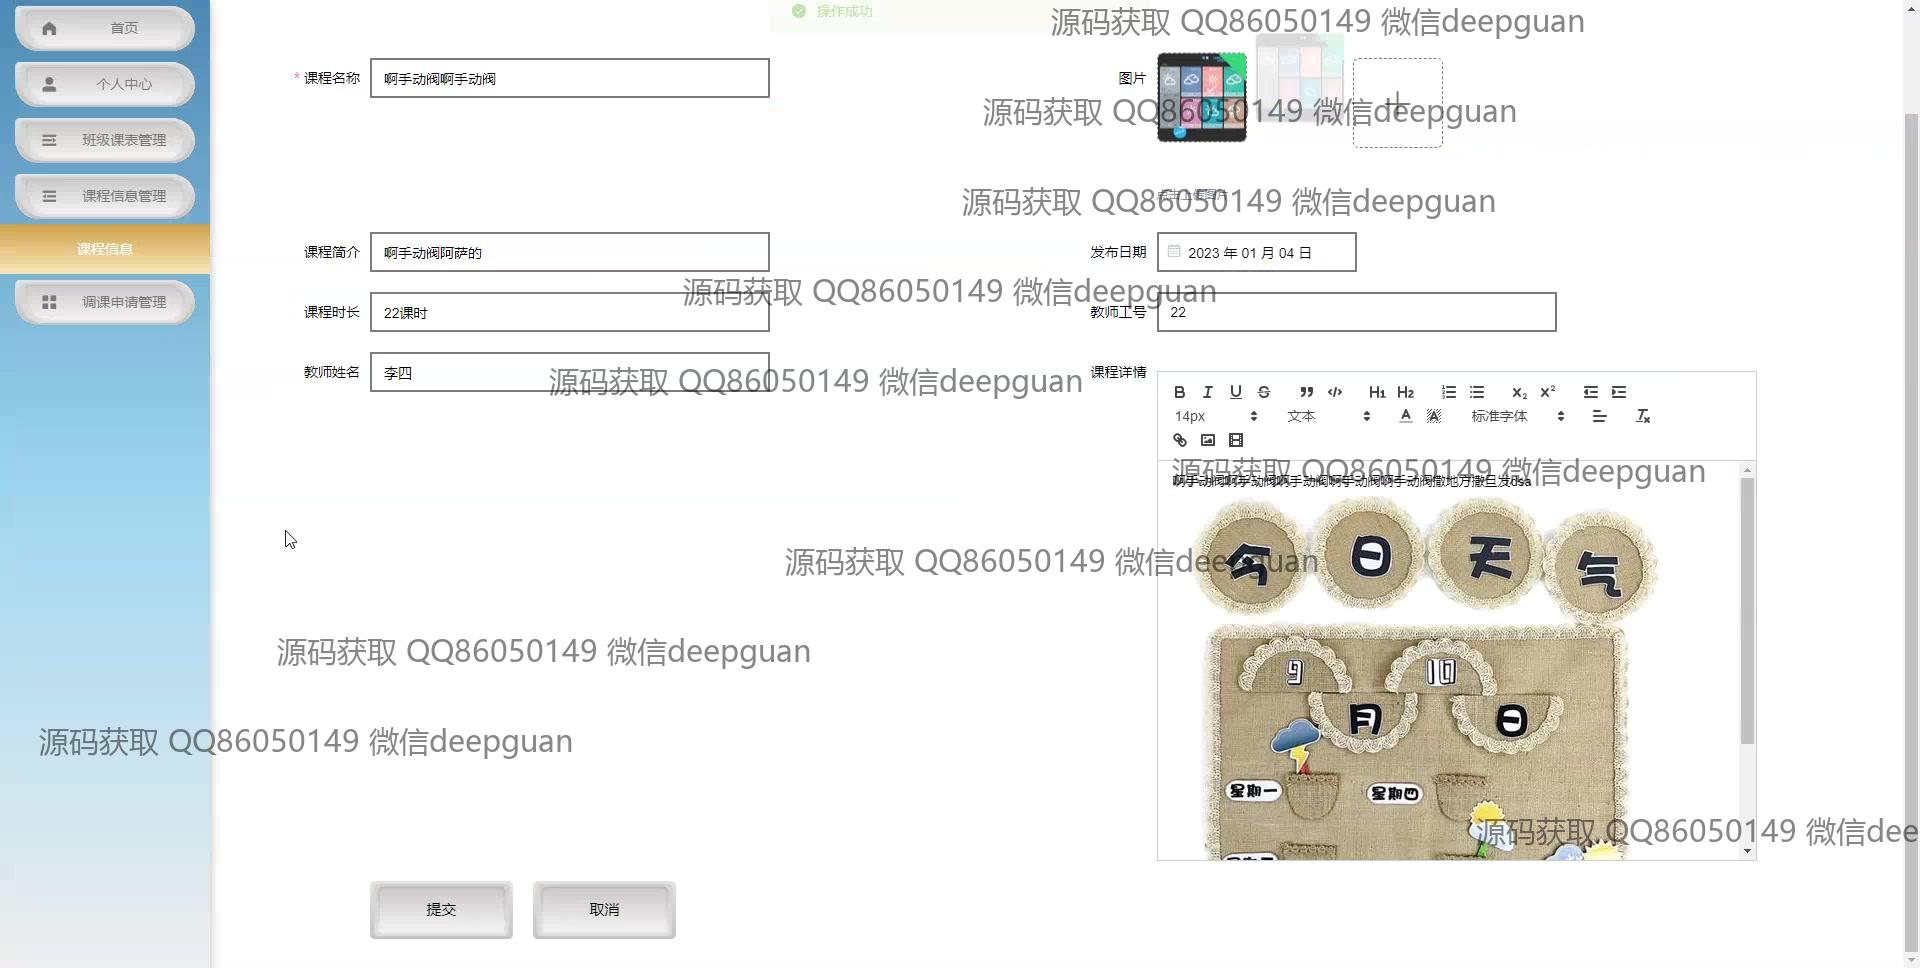 操作成功
源码获取 QQ86050149 微信deepguan
首页
* 课程名称
啊手动阀啊手动阀
图片
个人中心
源码获取 QQ86050149 微信deepguan
班级课表管理
课程信息管理
点击上传图片
源码获取 QQ86050149 微信deepguan
课程信息
课程简介
啊手动阀阿萨的
发布日期
2023 年 01 月 04 日
源码获取 QQ86050149 微信deepguan
调课申请管理
课程时长
22课时
教师工号
22
教师姓名
李四
源码获取 QQ86050149 微信deepguan
课程详情
B I U S H1 H2 X2 X2
14px 文本 A A 标准字体 Tx
源码获取 QQ86050149 微信deepguan
啊手动阀啊手动阀啊手动阀啊手动阀啊手动阀撒地方撒旦发dsa
今日天气
源码获取 QQ86050149 微信deepguan
源码获取 QQ86050149 微信deepguan
9 10
月 日
源码获取 QQ86050149 微信deepguan
星期一 星期四
源码获取 QQ86050149 微信dee
提交
取消